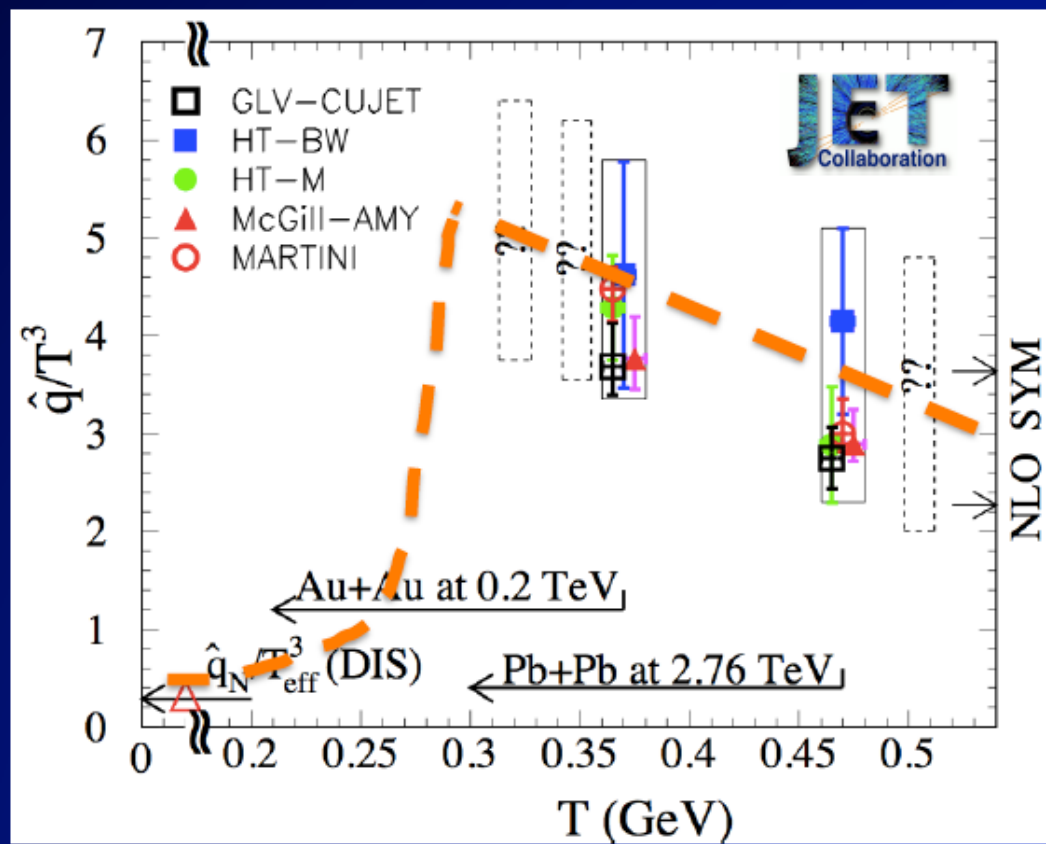 7
6
5
4
3
2
1
0
q̂/T³
GLV-CUJET
HT-BW
HT-M
McGill-AMY
MARTINI
JET
Collaboration
??
??
??
NLO SYM
Au+Au at 0.2 TeV
q̂_N/T³_eff (DIS)
Pb+Pb at 2.76 TeV
0 0.2 0.25 0.3 0.35 0.4 0.45 0.5
T (GeV)